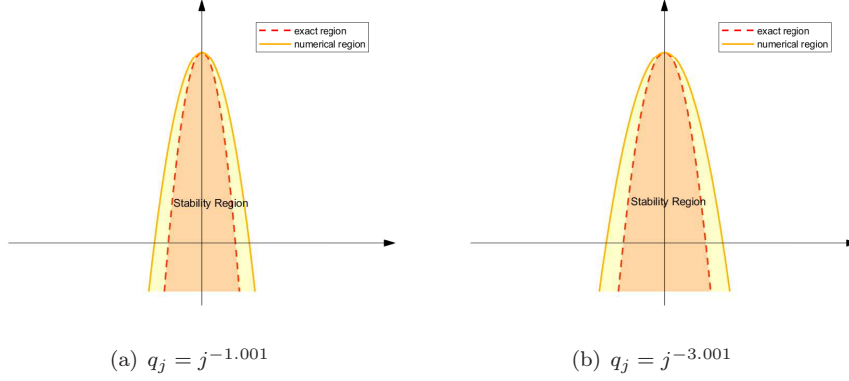 exact region
numerical region
Stability Region
exact region
numerical region
Stability Region
(a) q_j = j^{-1.001}
(b) q_j = j^{-3.001}